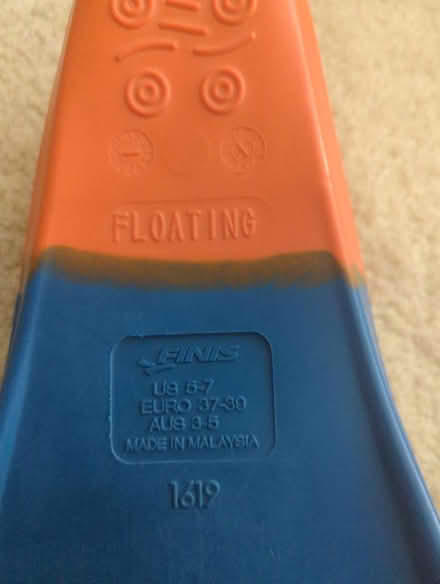 FLOATING
FINIS
US 5-7
EURO 37-39
AUS 3-5
MADE IN MALAYSIA
1619